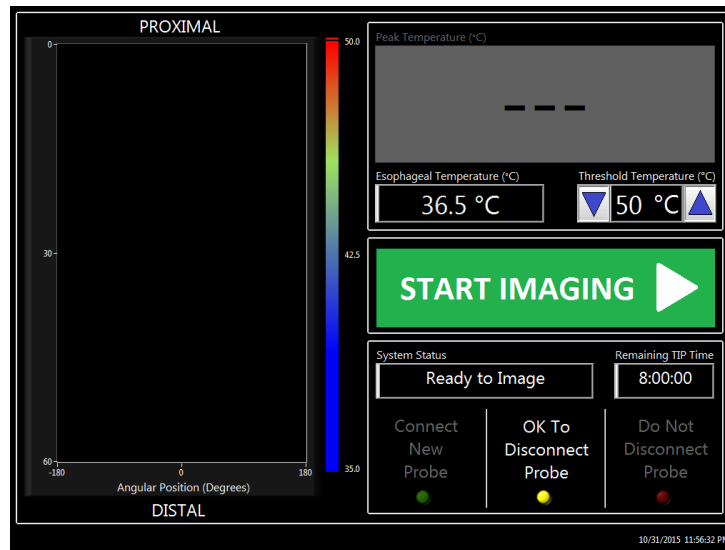 PROXIMAL
0
30
60
-180
0
180
Angular Position (Degrees)
DISTAL
50.0
42.5
35.0
Peak Temperature (°C)
---
Esophageal Temperature (°C)
36.5 °C
Threshold Temperature (°C)
50 °C
START IMAGING
System Status
Ready to Image
Remaining TIP Time
8:00:00
Connect
New
Probe
OK To
Disconnect
Probe
Do Not
Disconnect
Probe
10/31/2015 11:56:32 PM